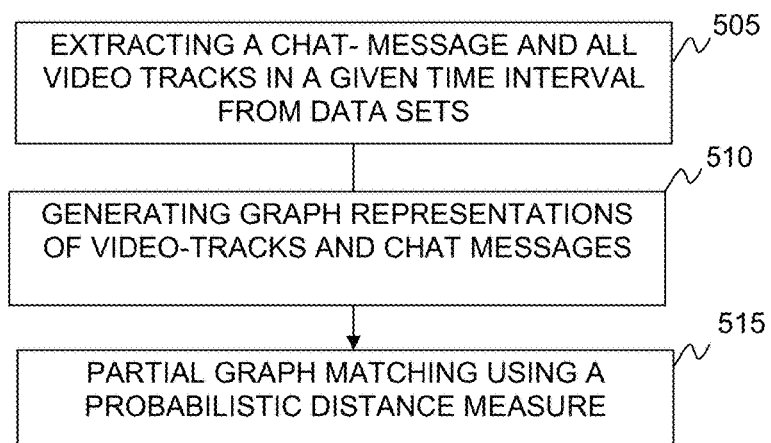 EXTRACTING A CHAT- MESSAGE AND ALL
VIDEO TRACKS IN A GIVEN TIME INTERVAL
FROM DATA SETS
505
GENERATING GRAPH REPRESENTATIONS
OF VIDEO-TRACKS AND CHAT MESSAGES
510
PARTIAL GRAPH MATCHING USING A
PROBABILISTIC DISTANCE MEASURE
515